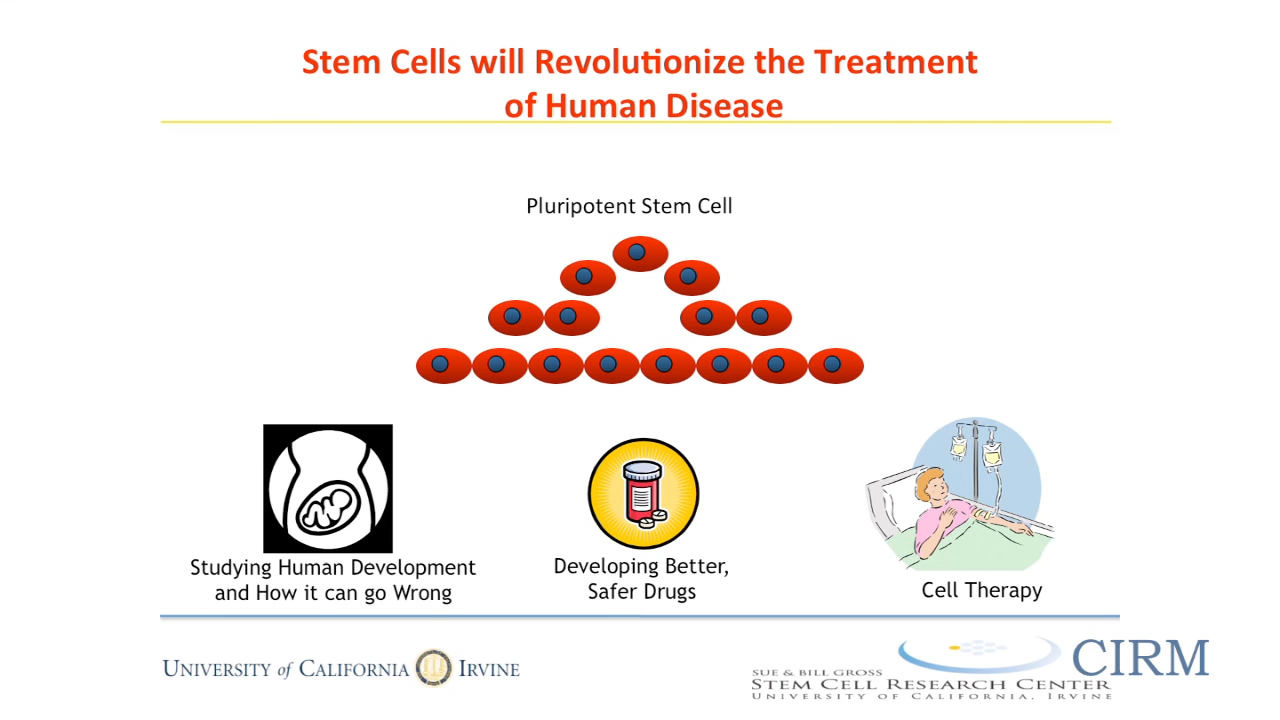 Stem Cells will Revolutionize the Treatment
of Human Disease
Pluripotent Stem Cell
Studying Human Development
and How it can go Wrong
Developing Better,
Safer Drugs
Cell Therapy
UNIVERSITY of CALIFORNIA IRVINE
SUE & BILL GROSS
STEM CELL RESEARCH CENTER
UNIVERSITY OF CALIFORNIA, IRVINE
CIRM